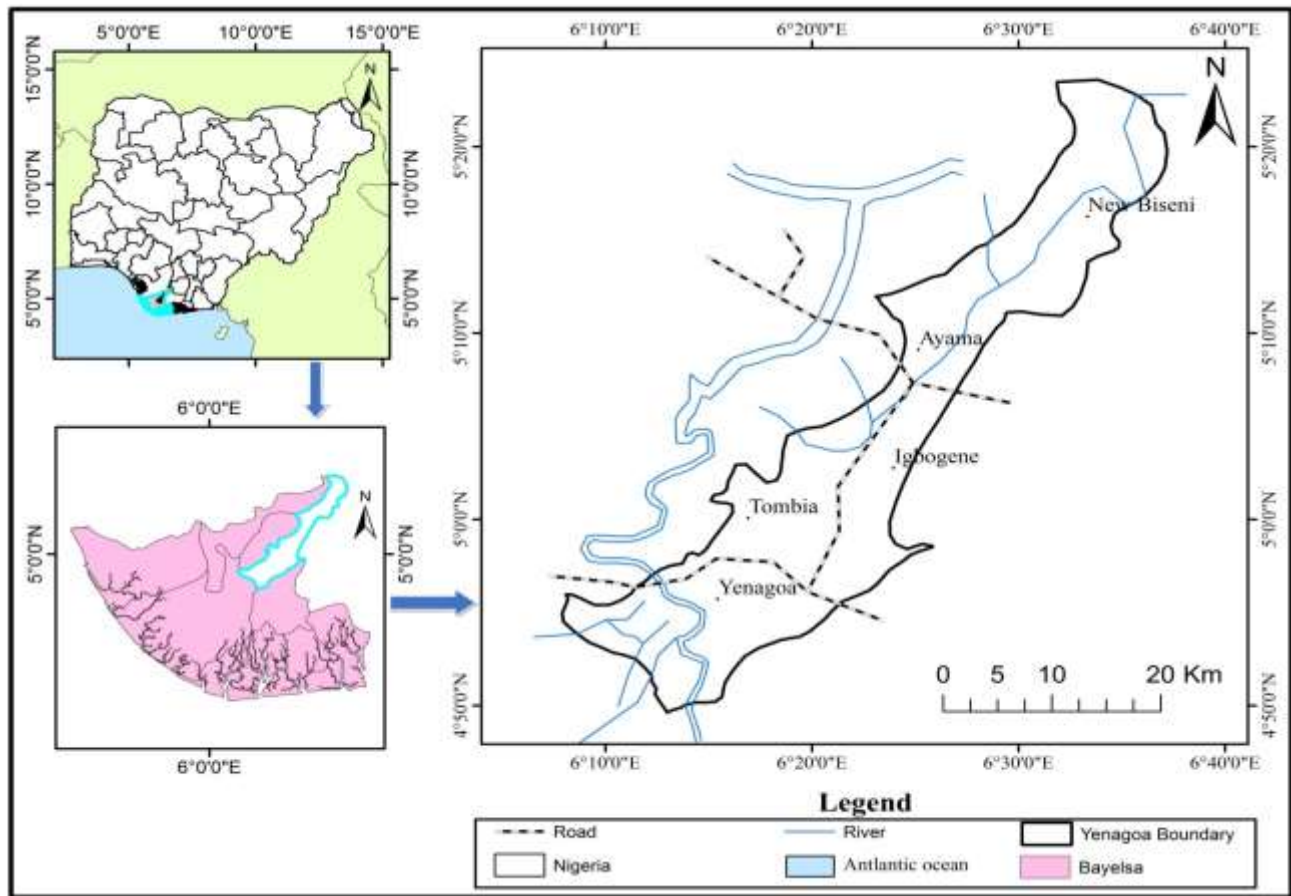 5°0'0"E 10°0'0"E 15°0'0"E
15°0'0"N
10°0'0"N
5°0'0"N
N
10°0'0"N
5°0'0"N
6°0'0"E
5°0'0"N
N
5°0'0"N
6°0'0"E
6°10'0"E 6°20'0"E 6°30'0"E 6°40'0"E
N
5°20'0"N
5°10'0"N
5°0'0"N
4°50'0"N
New Biseni
Ayama
Igbogene
Tombia
Yenagoa
0 5 10 20 Km
5°20'0"N
5°10'0"N
5°0'0"N
4°50'0"N
6°10'0"E 6°20'0"E 6°30'0"E 6°40'0"E
Legend
Road River Yenagoa Boundary
Nigeria Antlantic ocean Bayelsa